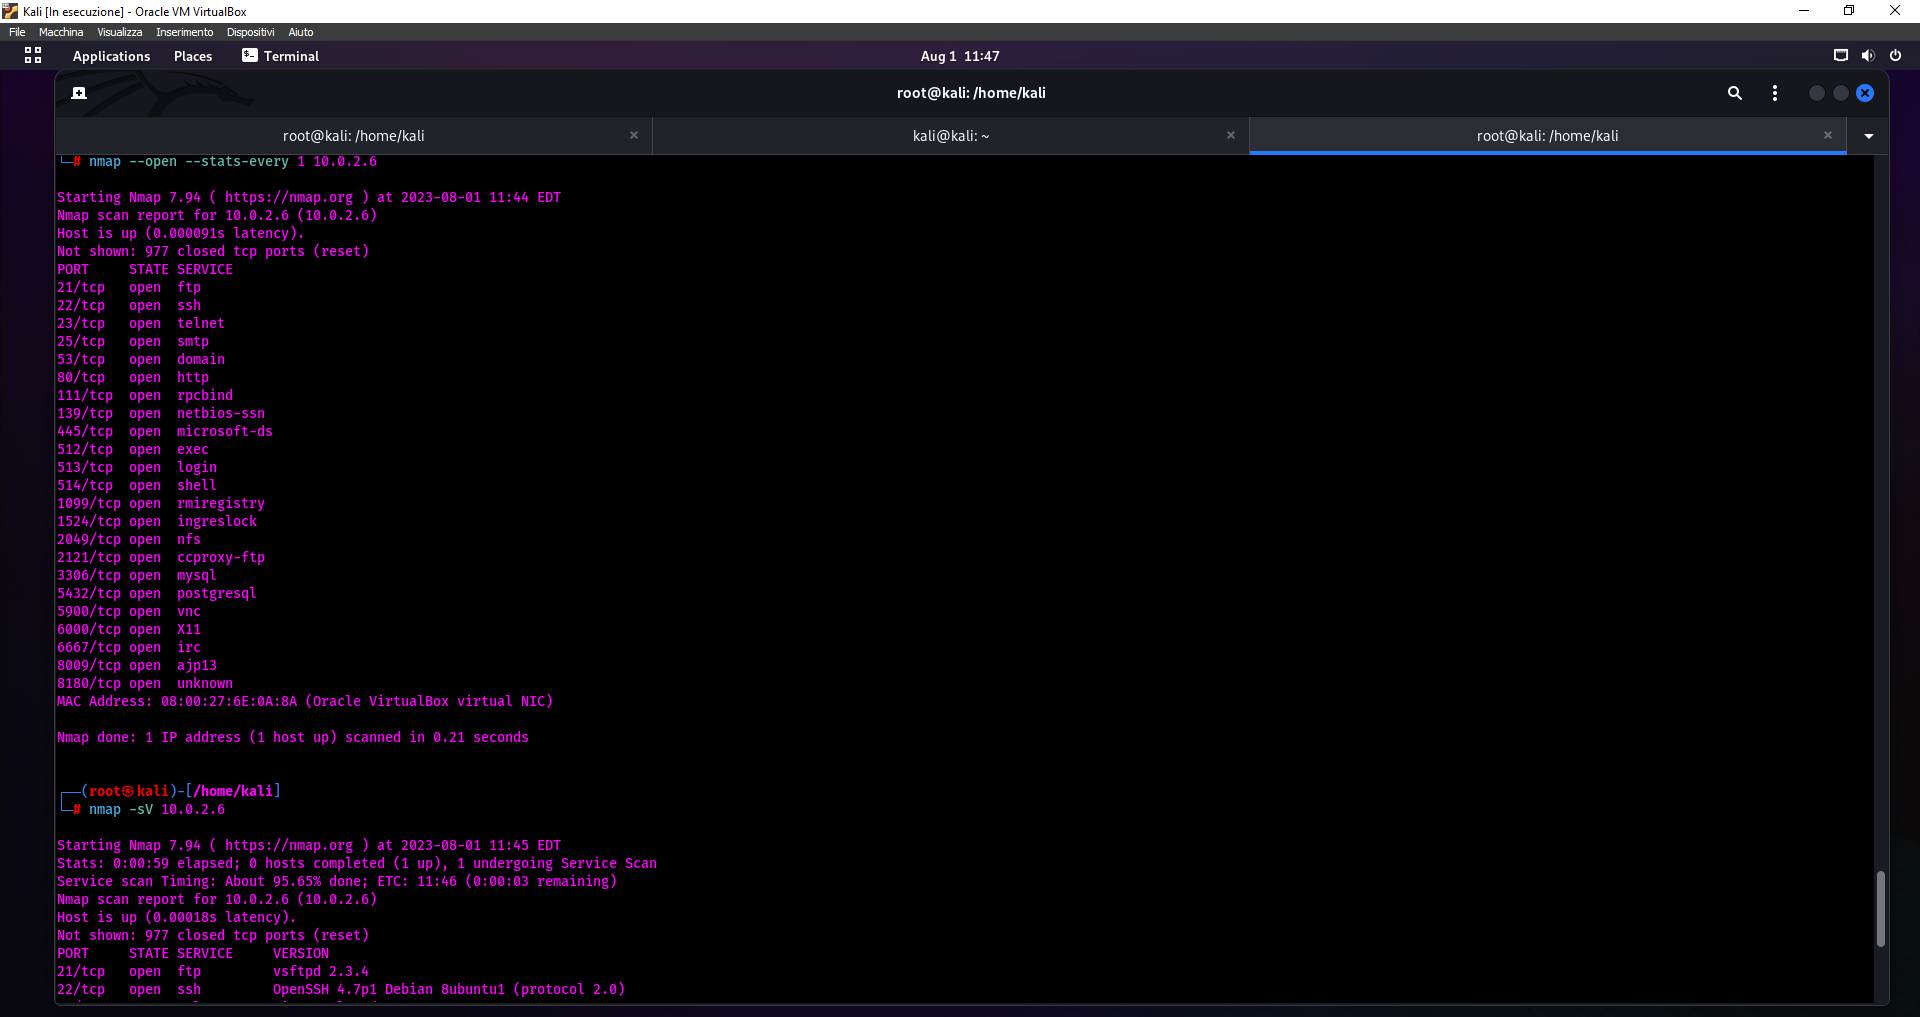 Kali [In esecuzione] - Oracle VM VirtualBox
File Macchina Visualizza Inserimento Dispositivi Aiuto
Applications Places Terminal Aug 1 11:47
root@kali: /home/kali
root@kali: /home/kali kali@kali: ~ root@kali: /home/kali
└─# nmap --open --stats-every 1 10.0.2.6
Starting Nmap 7.94 ( https://nmap.org ) at 2023-08-01 11:44 EDT
Nmap scan report for 10.0.2.6 (10.0.2.6)
Host is up (0.000091s latency).
Not shown: 977 closed tcp ports (reset)
PORT     STATE SERVICE
21/tcp   open  ftp
22/tcp   open  ssh
23/tcp   open  telnet
25/tcp   open  smtp
53/tcp   open  domain
80/tcp   open  http
111/tcp  open  rpcbind
139/tcp  open  netbios-ssn
445/tcp  open  microsoft-ds
512/tcp  open  exec
513/tcp  open  login
514/tcp  open  shell
1099/tcp open  rmiregistry
1524/tcp open  ingreslock
2049/tcp open  nfs
2121/tcp open  ccproxy-ftp
3306/tcp open  mysql
5432/tcp open  postgresql
5900/tcp open  vnc
6000/tcp open  X11
6667/tcp open  irc
8009/tcp open  ajp13
8180/tcp open  unknown
MAC Address: 08:00:27:6E:0A:8A (Oracle VirtualBox virtual NIC)
Nmap done: 1 IP address (1 host up) scanned in 0.21 seconds
┌──(root㉿kali)-[/home/kali]
└─# nmap -sV 10.0.2.6
Starting Nmap 7.94 ( https://nmap.org ) at 2023-08-01 11:45 EDT
Stats: 0:00:59 elapsed; 0 hosts completed (1 up), 1 undergoing Service Scan
Service scan Timing: About 95.65% done; ETC: 11:46 (0:00:03 remaining)
Nmap scan report for 10.0.2.6 (10.0.2.6)
Host is up (0.00018s latency).
Not shown: 977 closed tcp ports (reset)
PORT     STATE SERVICE     VERSION
21/tcp   open  ftp         vsftpd 2.3.4
22/tcp   open  ssh         OpenSSH 4.7p1 Debian 8ubuntu1 (protocol 2.0)